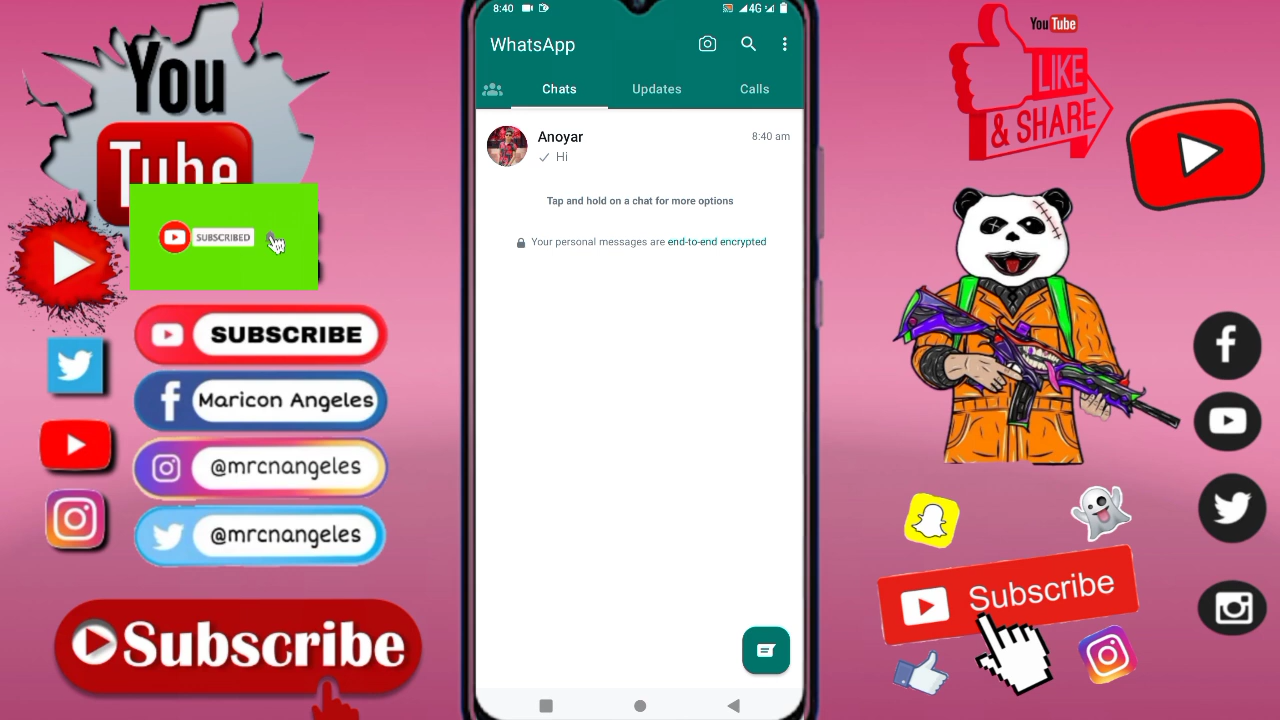 You
Tube
SUBSCRIBED
SUBSCRIBE
Maricon Angeles
@mrcnangeles
@mrcnangeles
Subscribe
8:40
4G
WhatsApp
Chats
Updates
Calls
Anoyar
8:40 am
Hi
Tap and hold on a chat for more options
Your personal messages are end-to-end encrypted
You Tube
LIKE
& SHARE
Subscribe